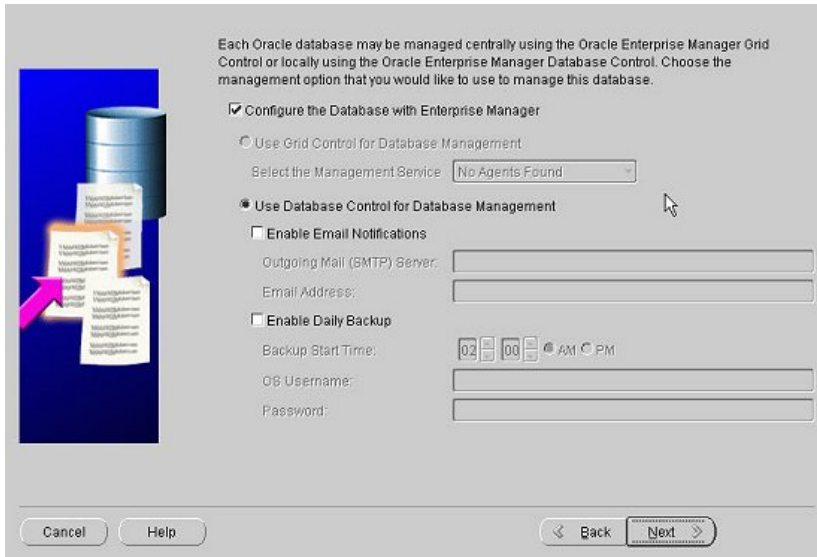 Each Oracle database may be managed centrally using the Oracle Enterprise Manager Grid
Control or locally using the Oracle Enterprise Manager Database Control. Choose the
management option that you would like to use to manage this database.
Configure the Database with Enterprise Manager
Use Grid Control for Database Management
Select the Management Service No Agents Found
Use Database Control for Database Management
Enable Email Notifications
Outgoing Mail (SMTP) Server:
Email Address:
Enable Daily Backup
Backup Start Time: 02 00 AM PM
OS Username:
Password:
Cancel Help Back Next